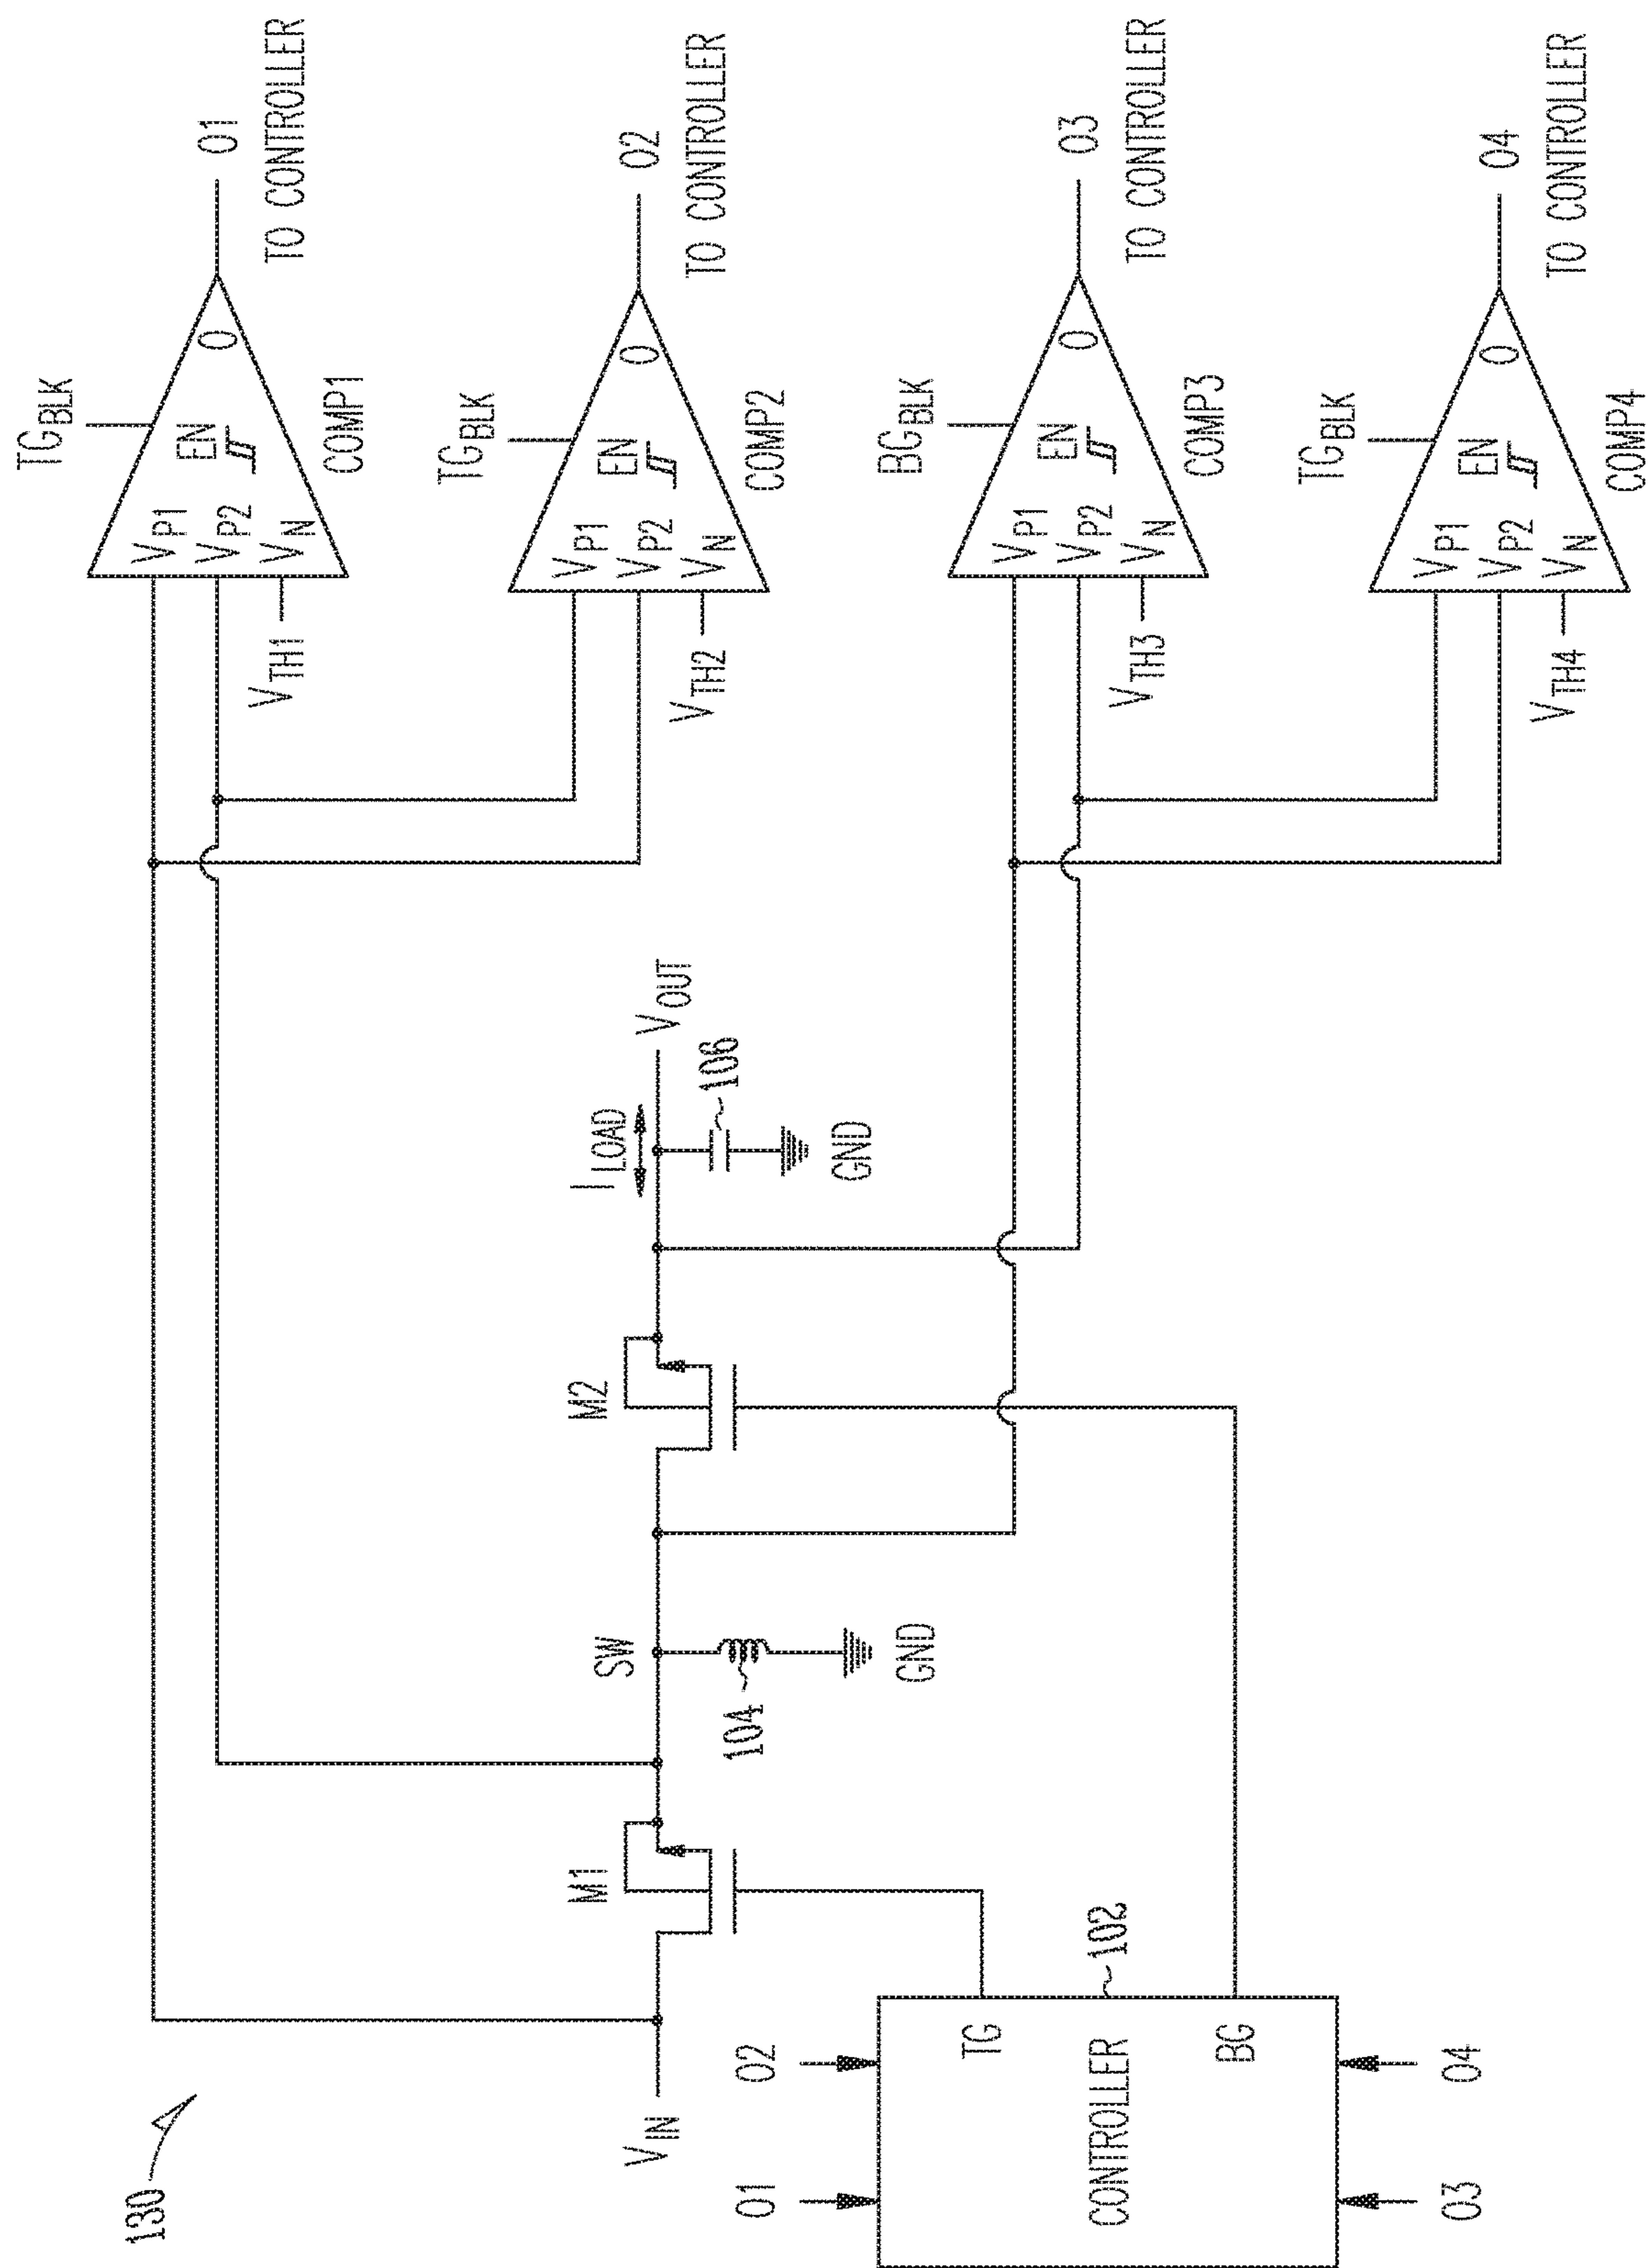 130
TG_BLK
V_P1
V_P2
V_N
EN
O
V_TH1
COMP1
O1
TO CONTROLLER
TG_BLK
V_P1
V_P2
V_N
EN
O
V_TH2
COMP2
O2
TO CONTROLLER
V_IN
M1
SW
M2
I_LOAD
V_OUT
104
GND
106
GND
O1
O2
TG
CONTROLLER
BG
102
O3
O4
BG_BLK
V_P1
V_P2
V_N
EN
O
V_TH3
COMP3
O3
TO CONTROLLER
TG_BLK
V_P1
V_P2
V_N
EN
O
V_TH4
COMP4
O4
TO CONTROLLER